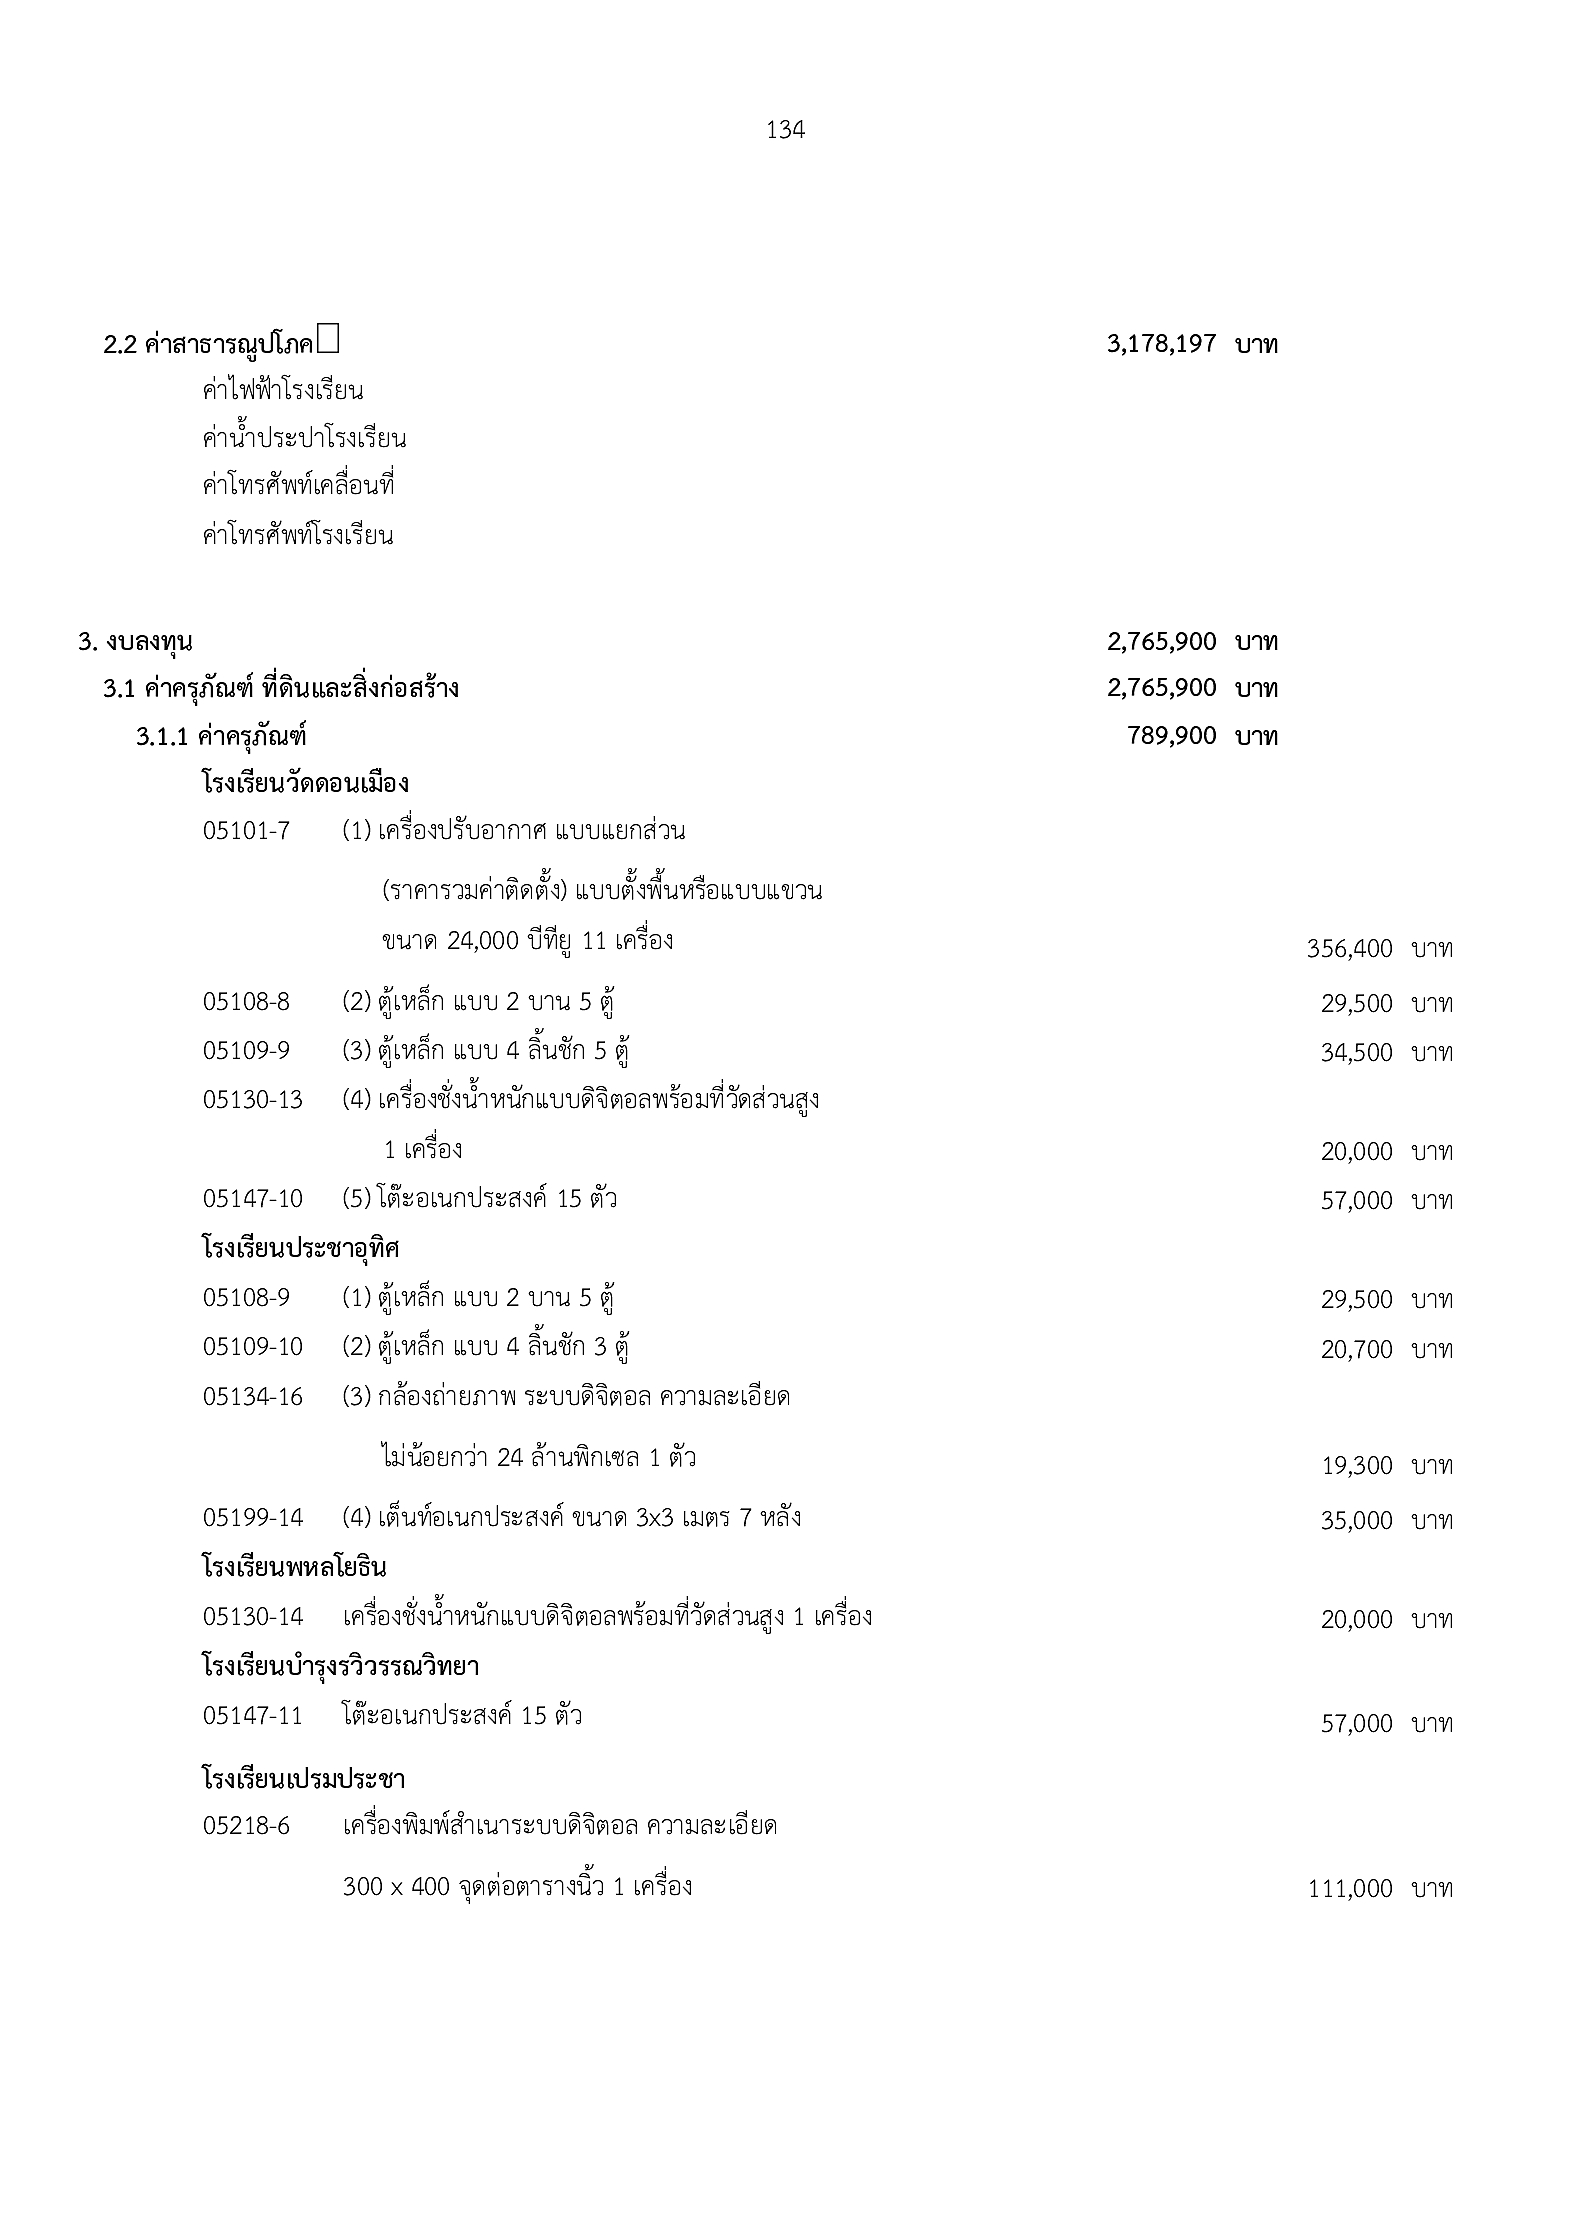 134
2.2 ค่าสาธารณูปโภค 3,178,197 บาท
ค่าไฟฟ้าโรงเรียน
ค่าน้ำประปาโรงเรียน
ค่าโทรศัพท์เคลื่อนที่
ค่าโทรศัพท์โรงเรียน
3. งบลงทุน 2,765,900 บาท
3.1 ค่าครุภัณฑ์ ที่ดินและสิ่งก่อสร้าง 2,765,900 บาท
3.1.1 ค่าครุภัณฑ์ 789,900 บาท
โรงเรียนวัดดอนเมือง
05101-7 (1) เครื่องปรับอากาศ แบบแยกส่วน
(ราคารวมค่าติดตั้ง) แบบตั้งพื้นหรือแบบแขวน
ขนาด 24,000 บีทียู 11 เครื่อง 356,400 บาท
05108-8 (2) ตู้เหล็ก แบบ 2 บาน 5 ตู้ 29,500 บาท
05109-9 (3) ตู้เหล็ก แบบ 4 ลิ้นชัก 5 ตู้ 34,500 บาท
05130-13 (4) เครื่องชั่งน้ำหนักแบบดิจิตอลพร้อมที่วัดส่วนสูง
1 เครื่อง 20,000 บาท
05147-10 (5) โต๊ะอเนกประสงค์ 15 ตัว 57,000 บาท
โรงเรียนประชาอุทิศ
05108-9 (1) ตู้เหล็ก แบบ 2 บาน 5 ตู้ 29,500 บาท
05109-10 (2) ตู้เหล็ก แบบ 4 ลิ้นชัก 3 ตู้ 20,700 บาท
05134-16 (3) กล้องถ่ายภาพ ระบบดิจิตอล ความละเอียด
ไม่น้อยกว่า 24 ล้านพิกเซล 1 ตัว 19,300 บาท
05199-14 (4) เต็นท์อเนกประสงค์ ขนาด 3x3 เมตร 7 หลัง 35,000 บาท
โรงเรียนพหลโยธิน
05130-14 เครื่องชั่งน้ำหนักแบบดิจิตอลพร้อมที่วัดส่วนสูง 1 เครื่อง 20,000 บาท
โรงเรียนบำรุงรวิวรรณวิทยา
05147-11 โต๊ะอเนกประสงค์ 15 ตัว 57,000 บาท
โรงเรียนเปรมประชา
05218-6 เครื่องพิมพ์สำเนาระบบดิจิตอล ความละเอียด
300 x 400 จุดต่อตารางนิ้ว 1 เครื่อง 111,000 บาท